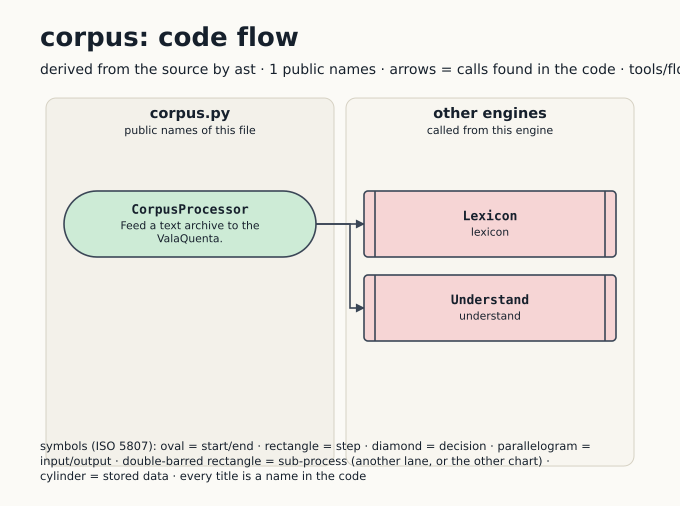 corpus: code flow
derived from the source by ast · 1 public names · arrows = calls found in the code ·
corpus.py
public names of this file
other engines
called from this engine
CorpusProcessor
Feed a text archive to the
ValaQuenta.
Lexicon
lexicon
Understand
understand
symbols (ISO 5807): oval = start/end · rectangle = step · diamond = decision · parallelogram =
input/output · double-barred rectangle = sub-process (another lane, or the other chart) ·
cylinder = stored data · every title is a name in the code